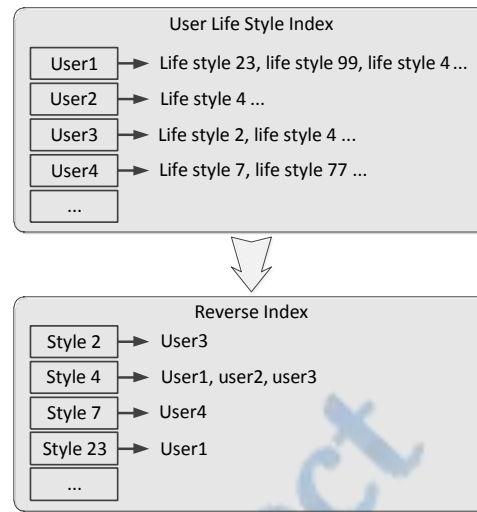 User Life Style Index
User1 Life style 23, life style 99, life style 4 ...
User2 Life style 4 ...
User3 Life style 2, life style 4 ...
User4 Life style 7, life style 77 ...
...
Reverse Index
Style 2 User3
Style 4 User1, user2, user3
Style 7 User4
Style 23 User1
...